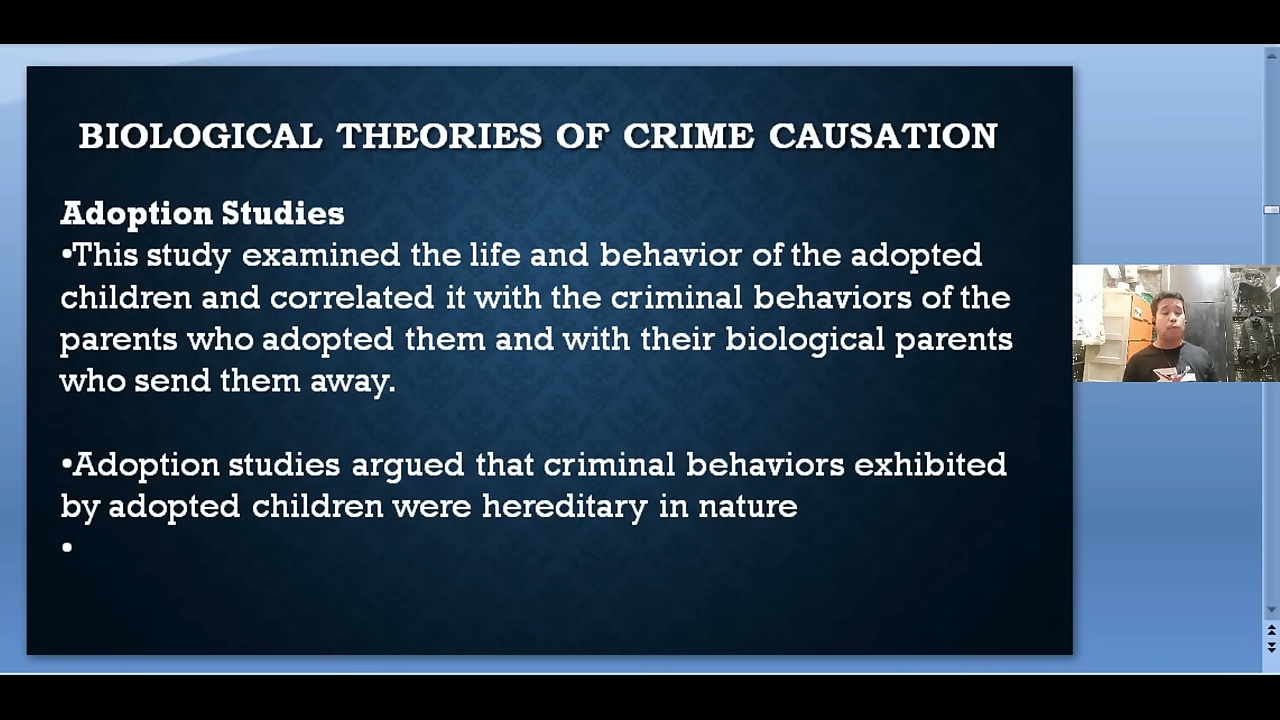 BIOLOGICAL THEORIES OF CRIME CAUSATION
Adoption Studies
•This study examined the life and behavior of the adopted
children and correlated it with the criminal behaviors of the
parents who adopted them and with their biological parents
who send them away.
•Adoption studies argued that criminal behaviors exhibited
by adopted children were hereditary in nature
•